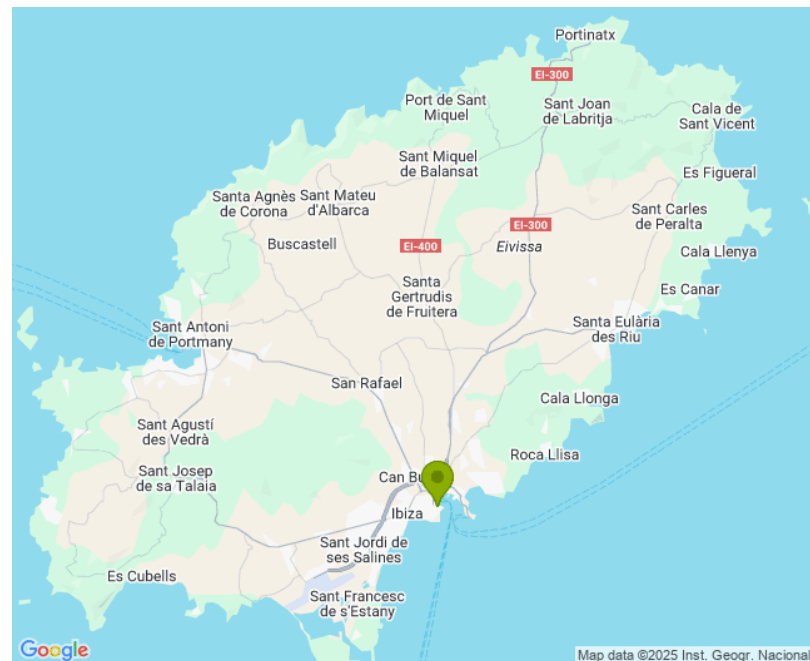 Portinatx
EI-300
Port de Sant
Miquel
Sant Joan
de Labritja
Cala de
Sant Vicent
Sant Miquel
de Balansat
Es Figueral
Santa Agnès
de Corona
Sant Mateu
d'Albarca
Sant Carles
de Peralta
EI-300
Buscastell
EI-400
Eivissa
Cala Llenya
Santa
Gertrudis
de Fruitera
Es Canar
Sant Antoni
de Portmany
Santa Eulària
des Riu
San Rafael
Cala Llonga
Sant Agustí
des Vedrà
Roca Llisa
Sant Josep
de sa Talaia
Can Bu
Ibiza
Sant Jordi de
ses Salines
Es Cubells
Sant Francesc
de s'Estany
Google
Map data ©2025 Inst. Geogr. Nacional